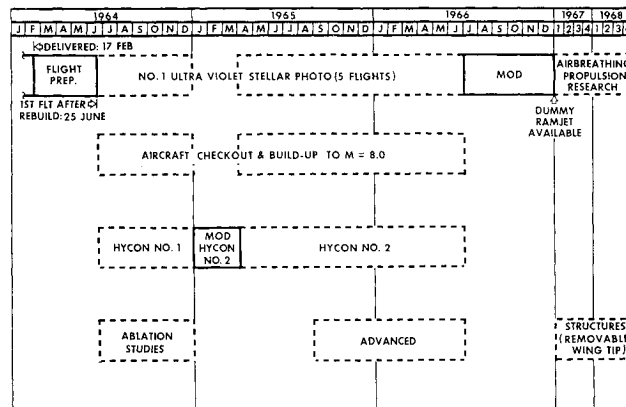 1964 1965 1966 1967 1968
J F M A M J J A S O N D J F M A M J J A S O N D J F M A M J J A S O N D 1 2 3 4 1 2 3
DELIVERED: 17 FEB
FLIGHT
PREP.
NO. 1 ULTRA VIOLET STELLAR PHOTO (5 FLIGHTS)
MOD
AIRBREATHING
PROPULSION
RESEARCH
1ST FLT AFTER
REBUILD: 25 JUNE
DUMMY
RAMJET
AVAILABLE
AIRCRAFT CHECKOUT & BUILD-UP TO M = 8.0
HYCON NO. 1
MOD
HYCON
NO. 2
HYCON NO. 2
ABLATION
STUDIES
ADVANCED
STRUCTURES
(REMOVABLE
WING TIP)